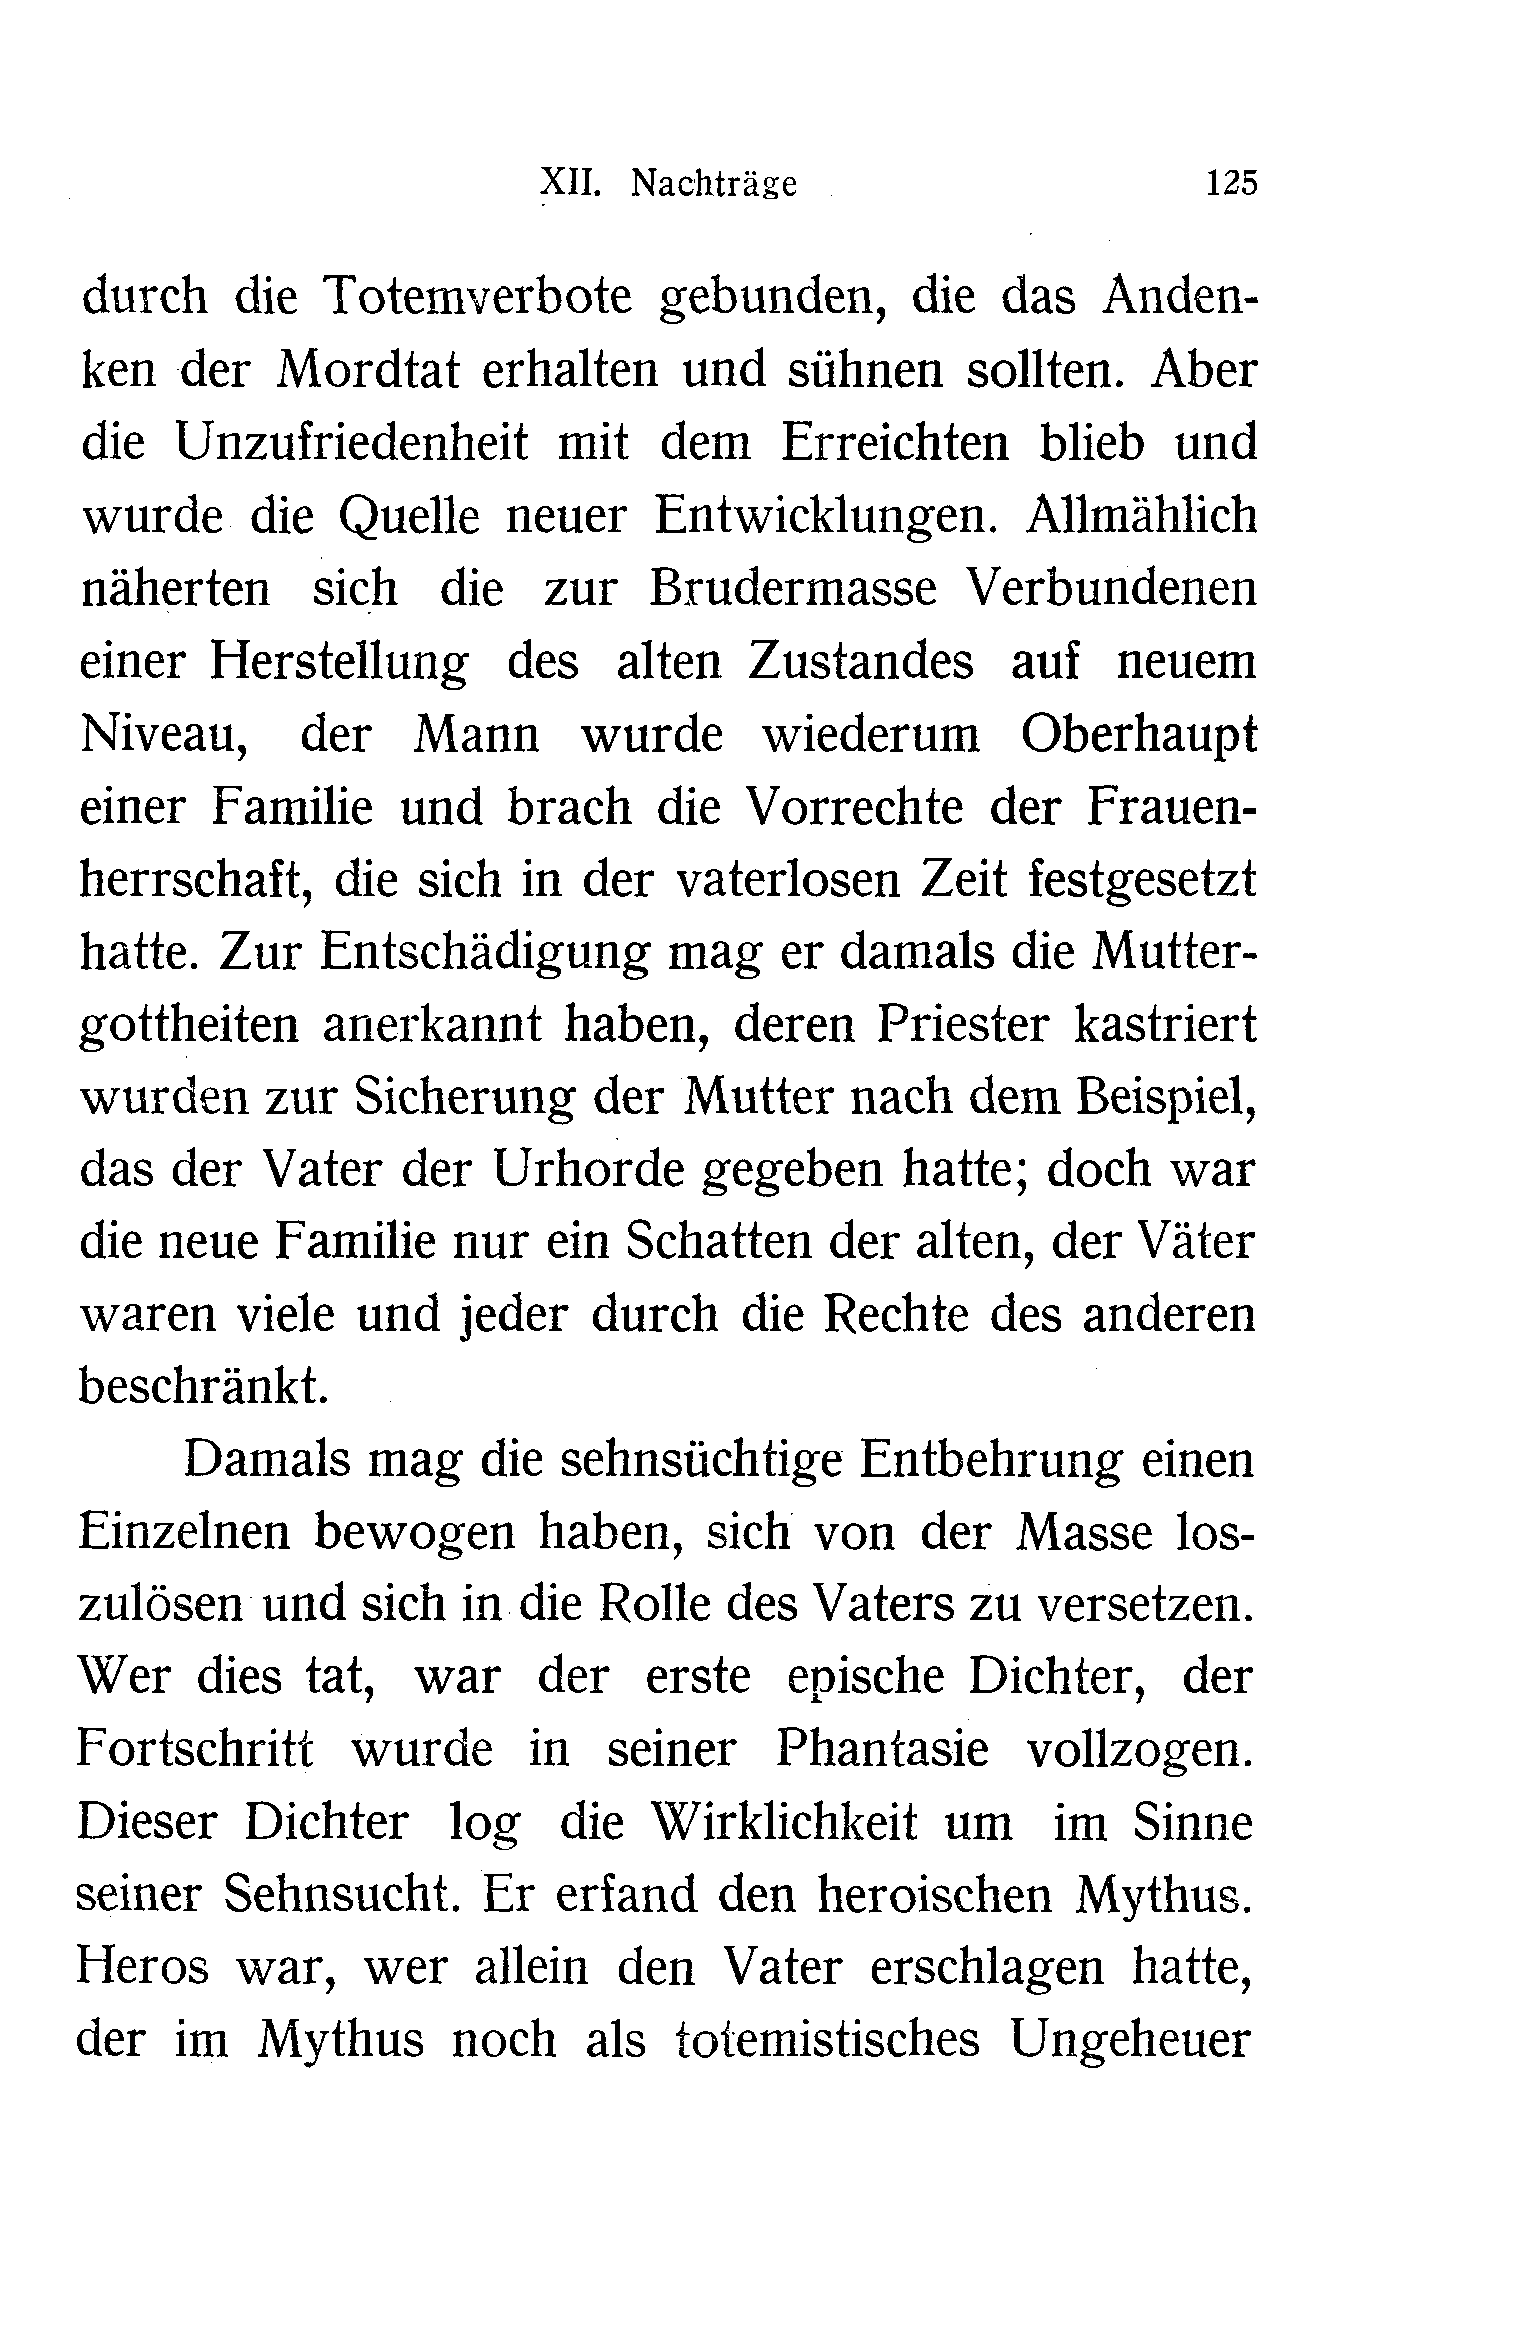 XII. Nachträge 125
durch die Totemverbote gebunden, die das Anden-
ken der Mordtat erhalten und sühnen sollten. Aber
die Unzufriedenheit mit dem Erreichten blieb und
wurde die Quelle neuer Entwicklungen. Allmählich
näherten sich die zur Brudermasse Verbundenen
einer Herstellung des alten Zustandes auf neuem
Niveau, der Mann wurde wiederum Oberhaupt
einer Familie und brach die Vorrechte der Frauen-
herrschaft, die sich in der vaterlosen Zeit festgesetzt
hatte. Zur Entschädigung mag er damals die Mutter-
gottheiten anerkannt haben, deren Priester kastriert
wurden zur Sicherung der Mutter nach dem Beispiel,
das der Vater der Urhorde gegeben hatte; doch war
die neue Familie nur ein Schatten der alten, der Väter
waren viele und jeder durch die Rechte des anderen
beschränkt.
Damals mag die sehnsüchtige Entbehrung einen
Einzelnen bewogen haben, sich von der Masse los-
zulösen und sich in die Rolle des Vaters zu versetzen.
Wer dies tat, war der erste epische Dichter, der
Fortschritt wurde in seiner Phantasie vollzogen.
Dieser Dichter log die Wirklichkeit um im Sinne
seiner Sehnsucht. Er erfand den heroischen Mythus.
Heros war, wer allein den Vater erschlagen hatte,
der im Mythus noch als totemistisches Ungeheuer